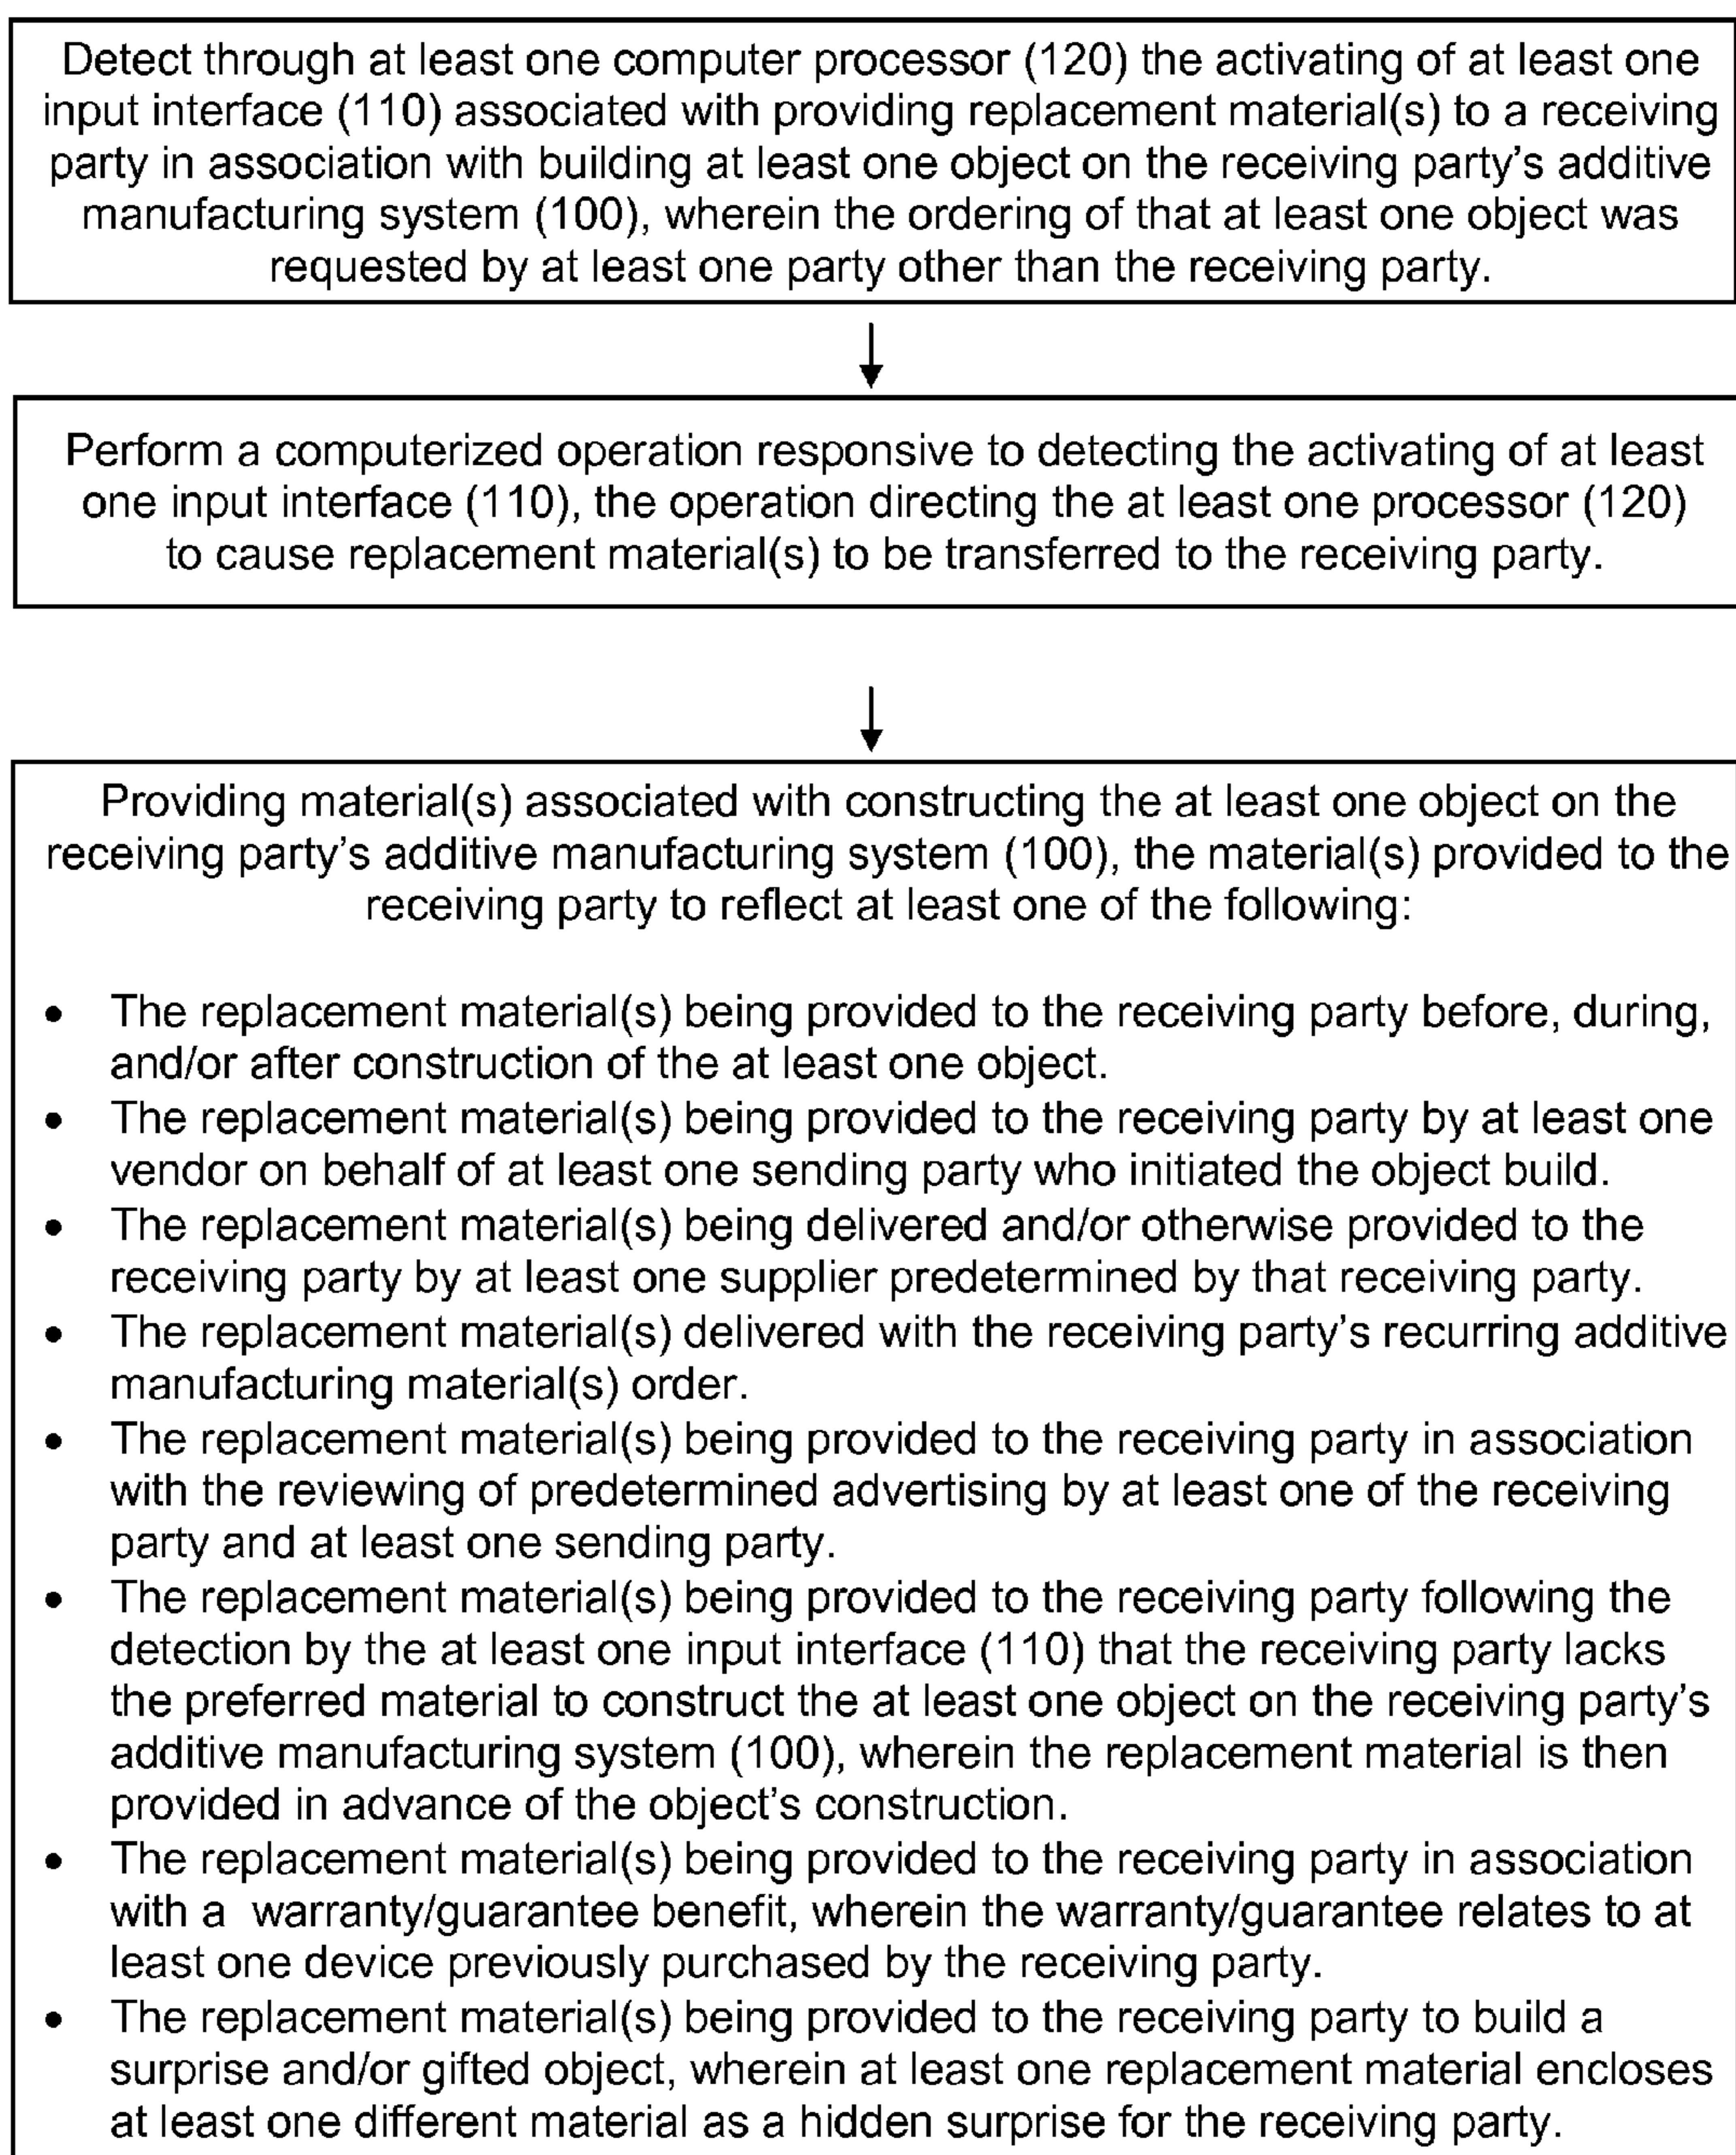 Detect through at least one computer processor (120) the activating of at least one
input interface (110) associated with providing replacement material(s) to a receiving
party in association with building at least one object on the receiving party's additive
manufacturing system (100), wherein the ordering of that at least one object was
requested by at least one party other than the receiving party.
Perform a computerized operation responsive to detecting the activating of at least
one input interface (110), the operation directing the at least one processor (120)
to cause replacement material(s) to be transferred to the receiving party.
Providing material(s) associated with constructing the at least one object on the
receiving party's additive manufacturing system (100), the material(s) provided to the
receiving party to reflect at least one of the following:
• The replacement material(s) being provided to the receiving party before, during,
and/or after construction of the at least one object.
• The replacement material(s) being provided to the receiving party by at least one
vendor on behalf of at least one sending party who initiated the object build.
• The replacement material(s) being delivered and/or otherwise provided to the
receiving party by at least one supplier predetermined by that receiving party.
• The replacement material(s) delivered with the receiving party's recurring additive
manufacturing material(s) order.
• The replacement material(s) being provided to the receiving party in association
with the reviewing of predetermined advertising by at least one of the receiving
party and at least one sending party.
• The replacement material(s) being provided to the receiving party following the
detection by the at least one input interface (110) that the receiving party lacks
the preferred material to construct the at least one object on the receiving party's
additive manufacturing system (100), wherein the replacement material is then
provided in advance of the object's construction.
• The replacement material(s) being provided to the receiving party in association
with a warranty/guarantee benefit, wherein the warranty/guarantee relates to at
least one device previously purchased by the receiving party.
• The replacement material(s) being provided to the receiving party to build a
surprise and/or gifted object, wherein at least one replacement material encloses
at least one different material as a hidden surprise for the receiving party.